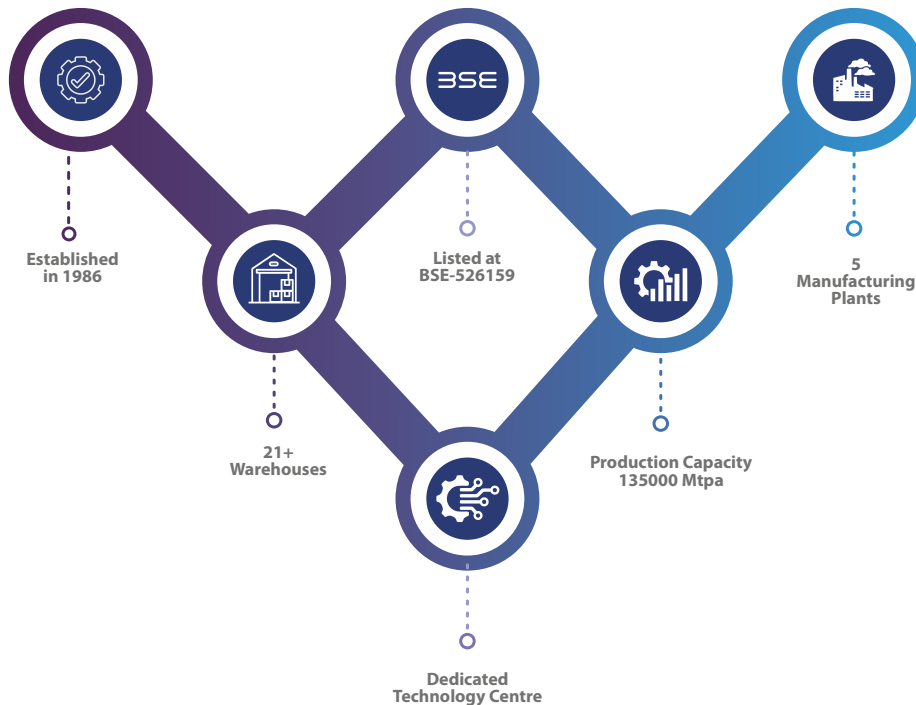 BSE
Established
in 1986
Listed at
BSE-526159
5
Manufacturing
Plants
21+
Warehouses
Production Capacity
135000 Mtpa
Dedicated
Technology Centre